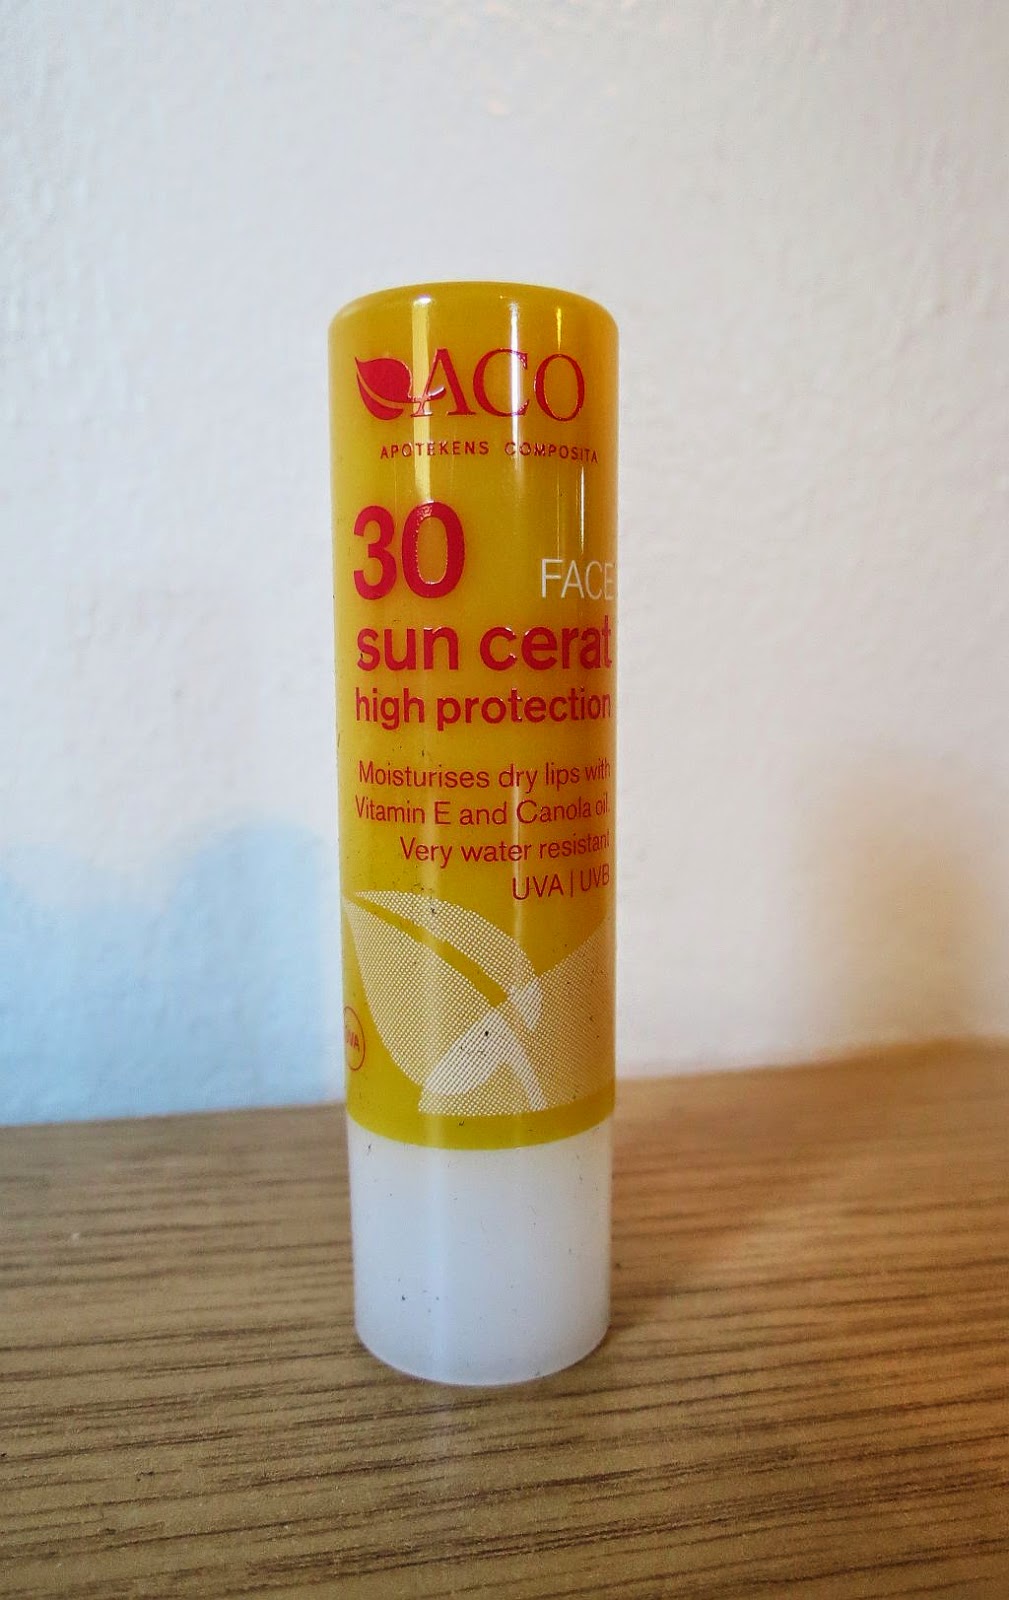 ACO
APOTEKENS COMPOSITA
30
FACE
sun cerat
high protection
Moisturises dry lips with
Vitamin E and Canola oil.
Very water resistant
UVA | UVB
UVA